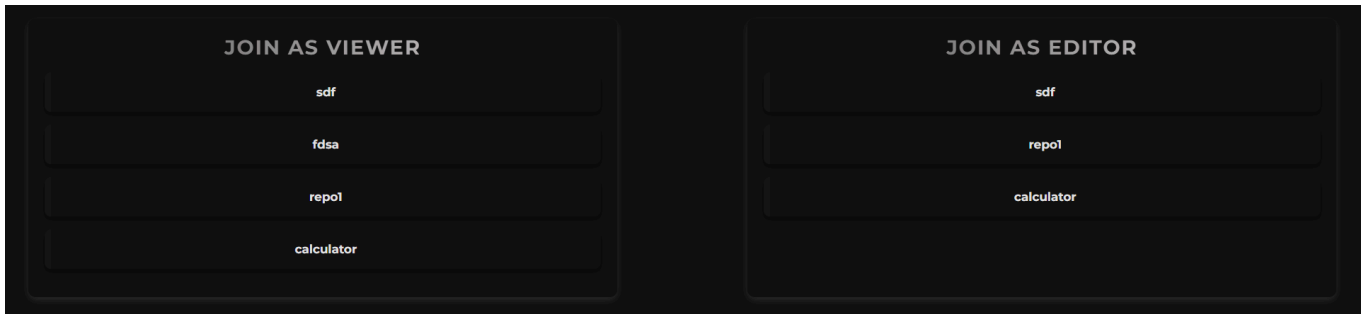 JOIN AS VIEWER
sdf
fdsa
repo1
calculator
JOIN AS EDITOR
sdf
repo1
calculator